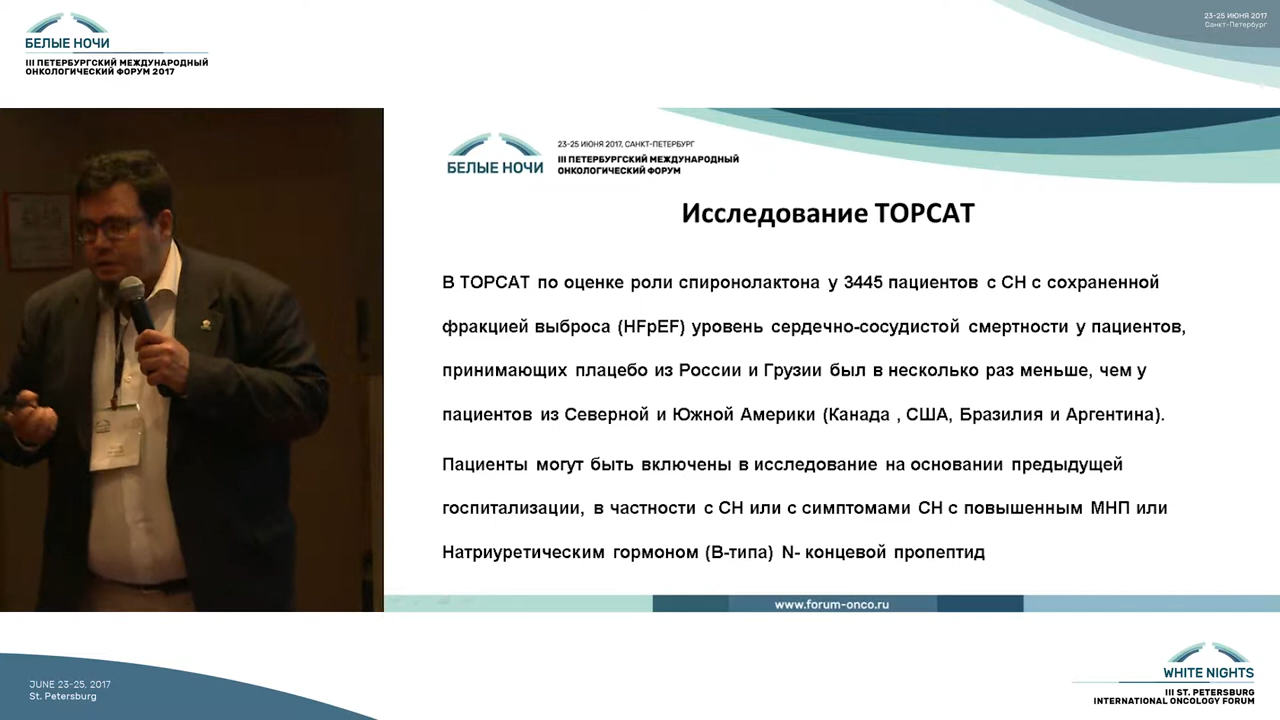 БЕЛЫЕ НОЧИ
III ПЕТЕРБУРГСКИЙ МЕЖДУНАРОДНЫЙ
ОНКОЛОГИЧЕСКИЙ ФОРУМ 2017
23-25 ИЮНЯ 2017
Санкт-Петербург
БЕЛЫЕ НОЧИ
23-25 ИЮНЯ 2017, САНКТ-ПЕТЕРБУРГ
III ПЕТЕРБУРГСКИЙ МЕЖДУНАРОДНЫЙ
ОНКОЛОГИЧЕСКИЙ ФОРУМ
Исследование TOPCAT
В TOPCAT по оценке роли спиронолактона у 3445 пациентов с СН с сохраненной
фракцией выброса (HFpEF) уровень сердечно-сосудистой смертности у пациентов,
принимающих плацебо из России и Грузии был в несколько раз меньше, чем у
пациентов из Северной и Южной Америки (Канада , США, Бразилия и Аргентина).
Пациенты могут быть включены в исследование на основании предыдущей
госпитализации, в частности с СН или с симптомами СН с повышенным МНП или
Натриуретическим гормоном (В-типа) N- концевой пропептид
www.forum-onco.ru
JUNE 23-25, 2017
St. Petersburg
WHITE NIGHTS
III ST. PETERSBURG
INTERNATIONAL ONCOLOGY FORUM